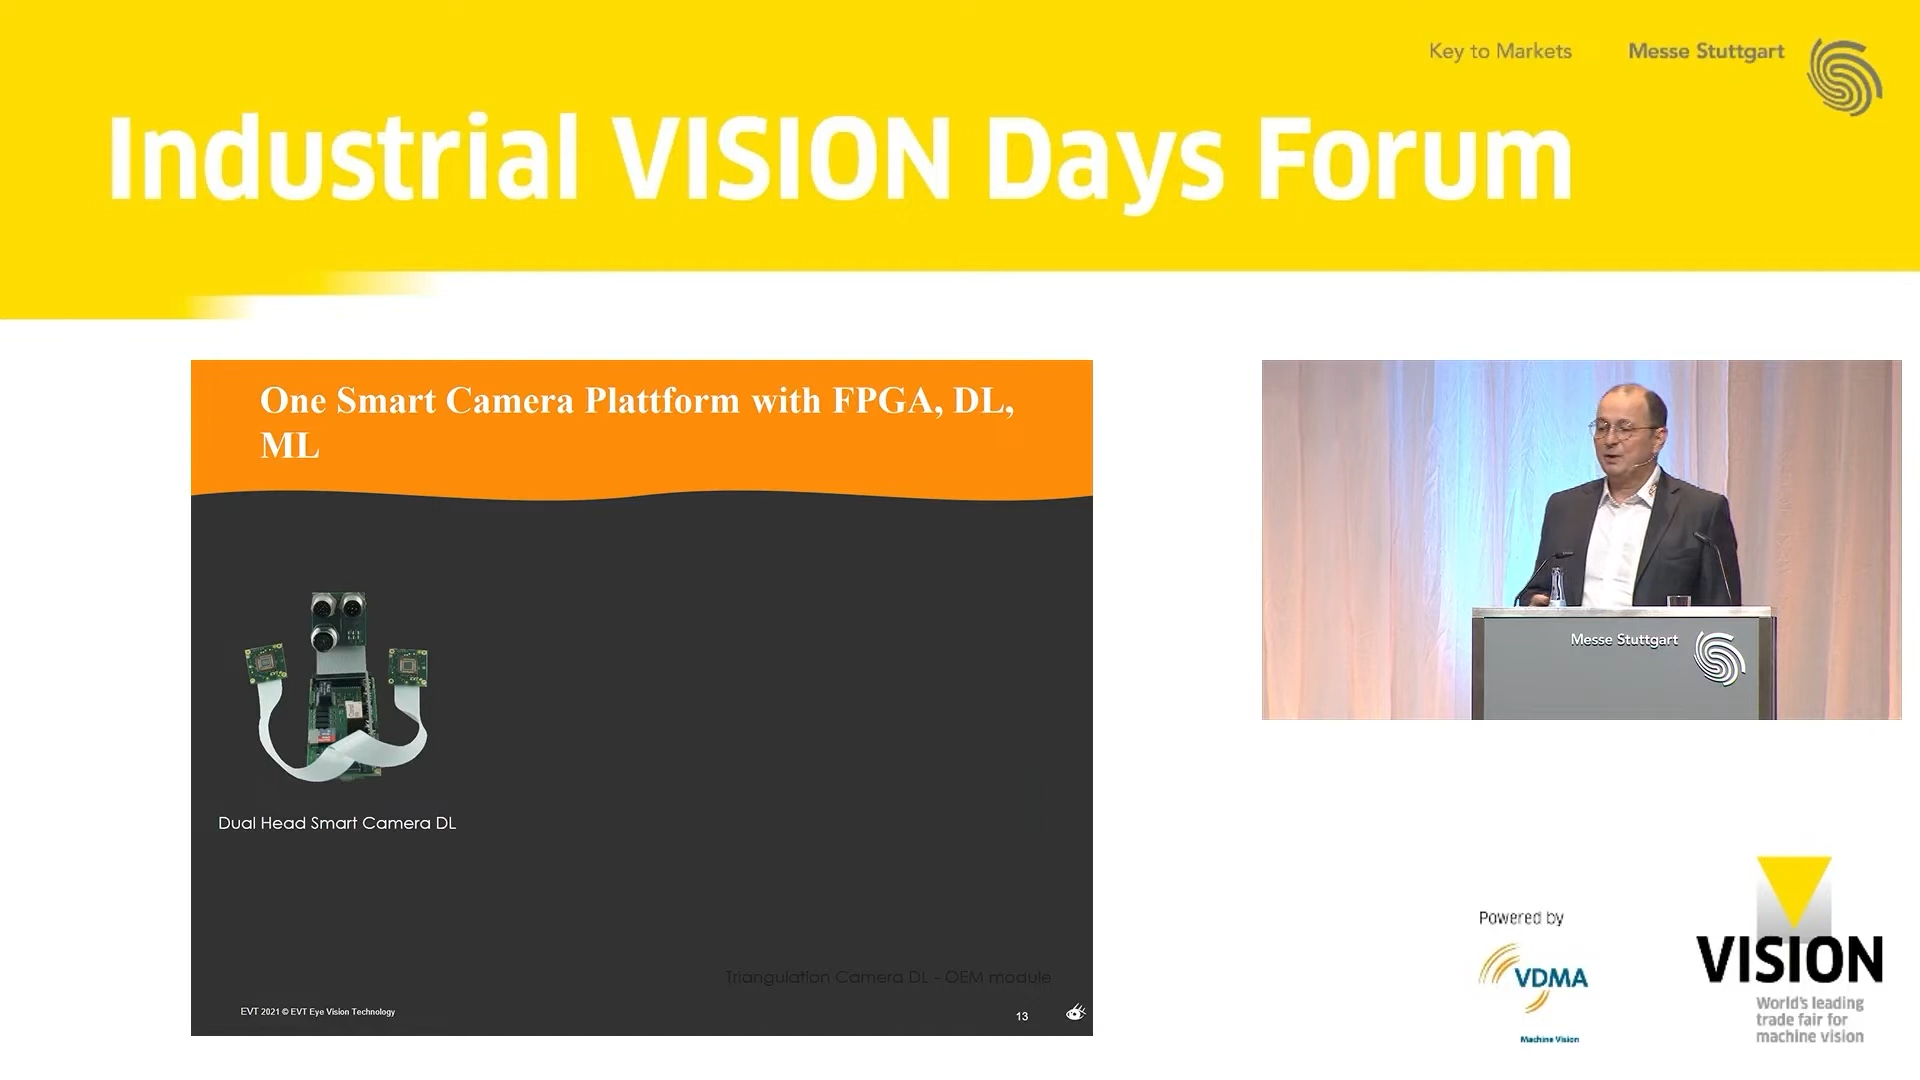 Key to Markets
Messe Stuttgart
Industrial VISION Days Forum
One Smart Camera Plattform with FPGA, DL,
ML
Dual Head Smart Camera DL
Triangulation Camera DL - OEM module
EVT 2021 © EVT Eye Vision Technology
13
Messe Stuttgart
Powered by
VDMA
Machine Vision
VISION
World's leading
trade fair for
machine vision